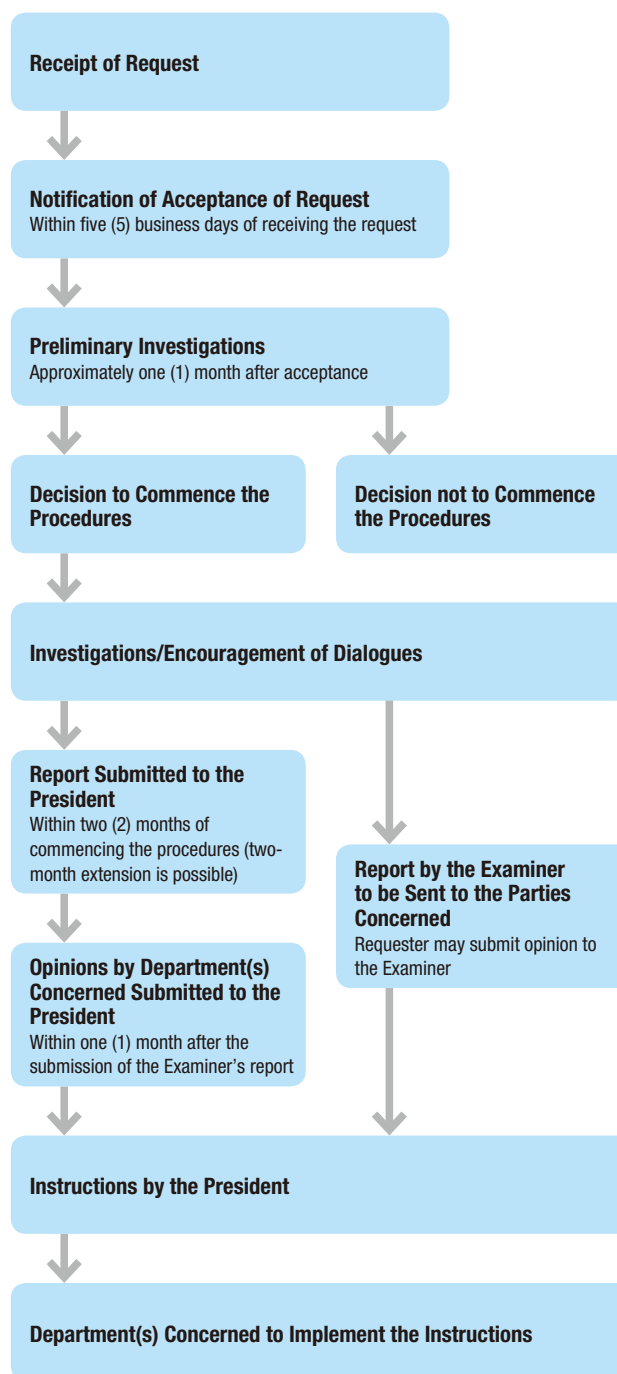 Receipt of Request
Notification of Acceptance of Request
Within five (5) business days of receiving the request
Preliminary Investigations
Approximately one (1) month after acceptance
Decision to Commence the
Procedures
Decision not to Commence
the Procedures
Investigations/Encouragement of Dialogues
Report Submitted to the
President
Within two (2) months of
commencing the procedures (two-
month extension is possible)
Report by the Examiner
to be Sent to the Parties
Concerned
Requester may submit opinion to
the Examiner
Opinions by Department(s)
Concerned Submitted to the
President
Within one (1) month after the
submission of the Examiner's report
Instructions by the President
Department(s) Concerned to Implement the Instructions